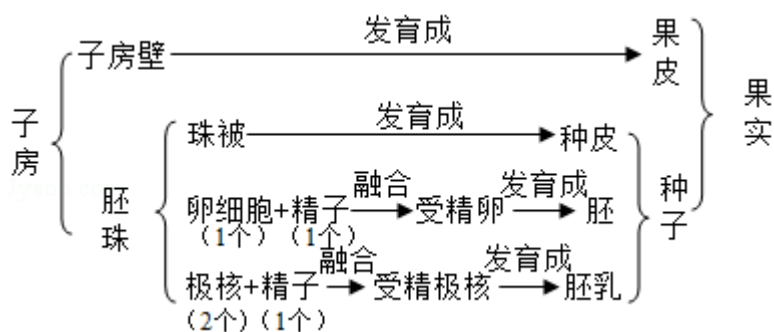 子房
子房壁 发育成 果皮
果实
胚珠
珠被 发育成 种皮
种子
卵细胞+精子 融合 受精卵 发育成 胚
（1个）（1个）
极核+精子 融合 受精极核 发育成 胚乳
（2个）（1个）